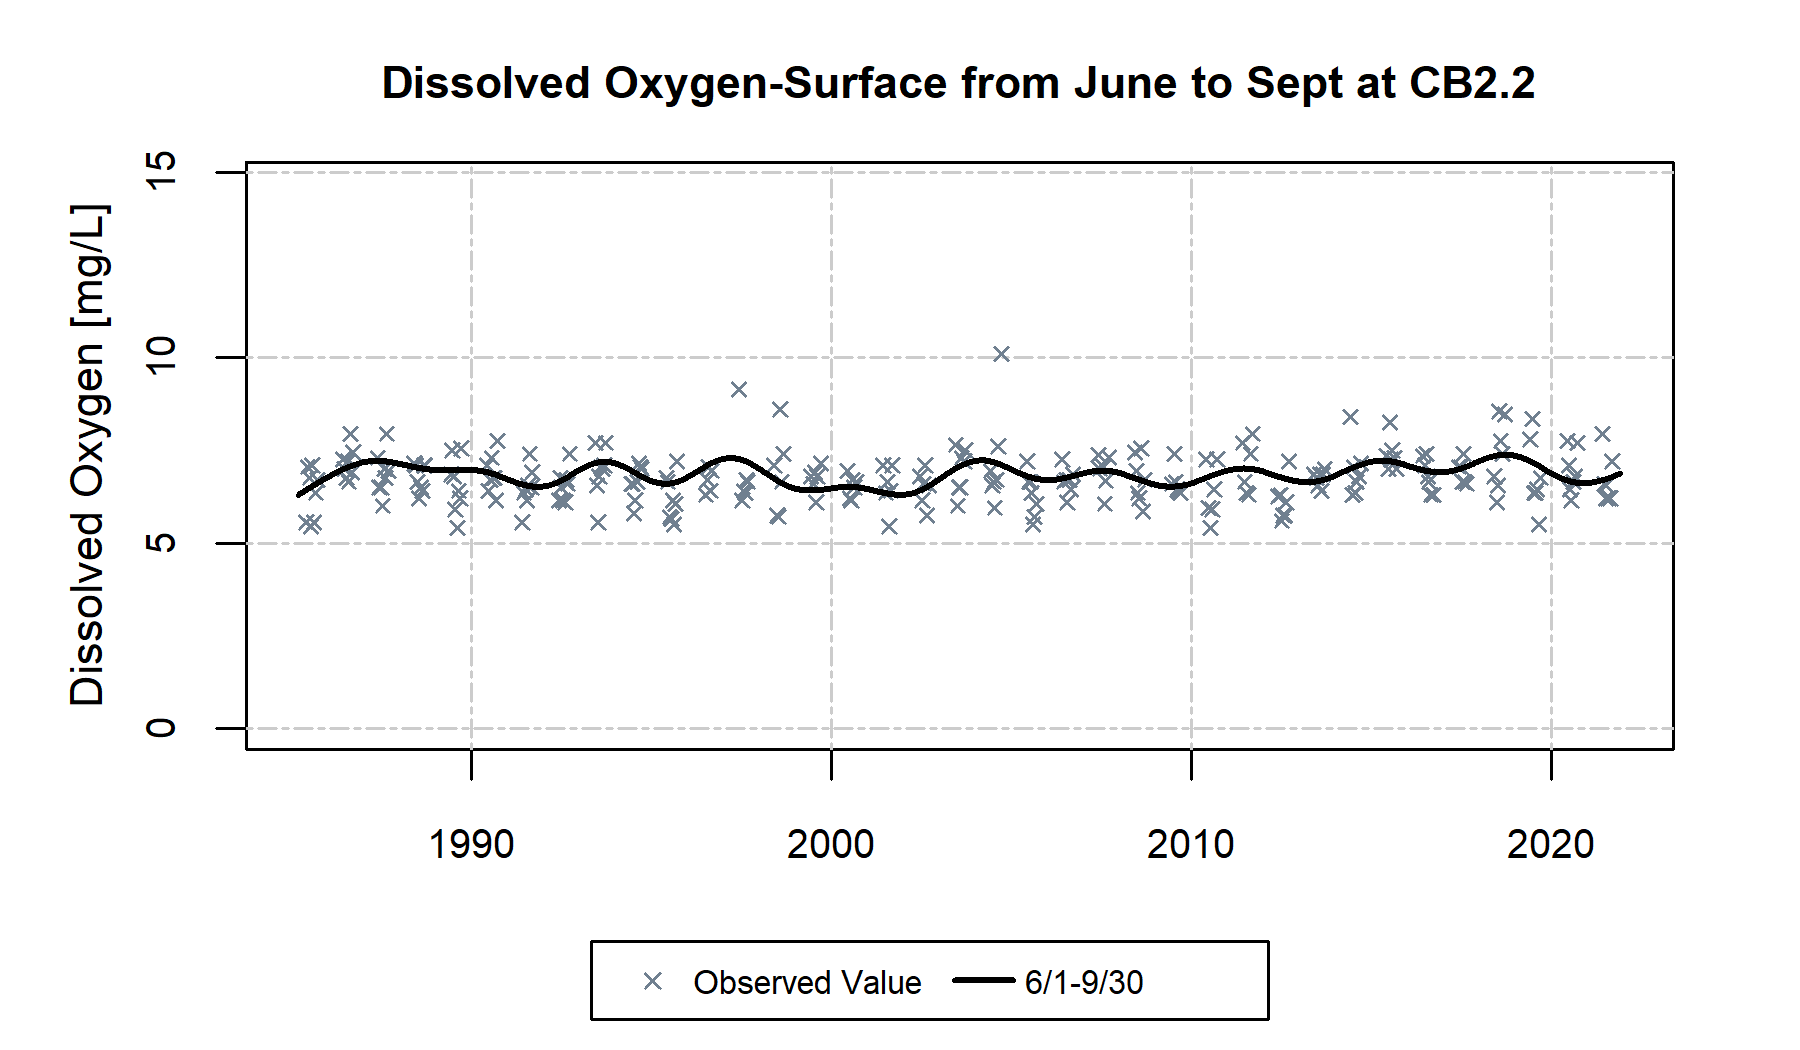 Dissolved Oxygen-Surface from June to Sept at CB2.2
Dissolved Oxygen [mg/L]
15
10
5
0
1990 2000 2010 2020
Observed Value 6/1-9/30